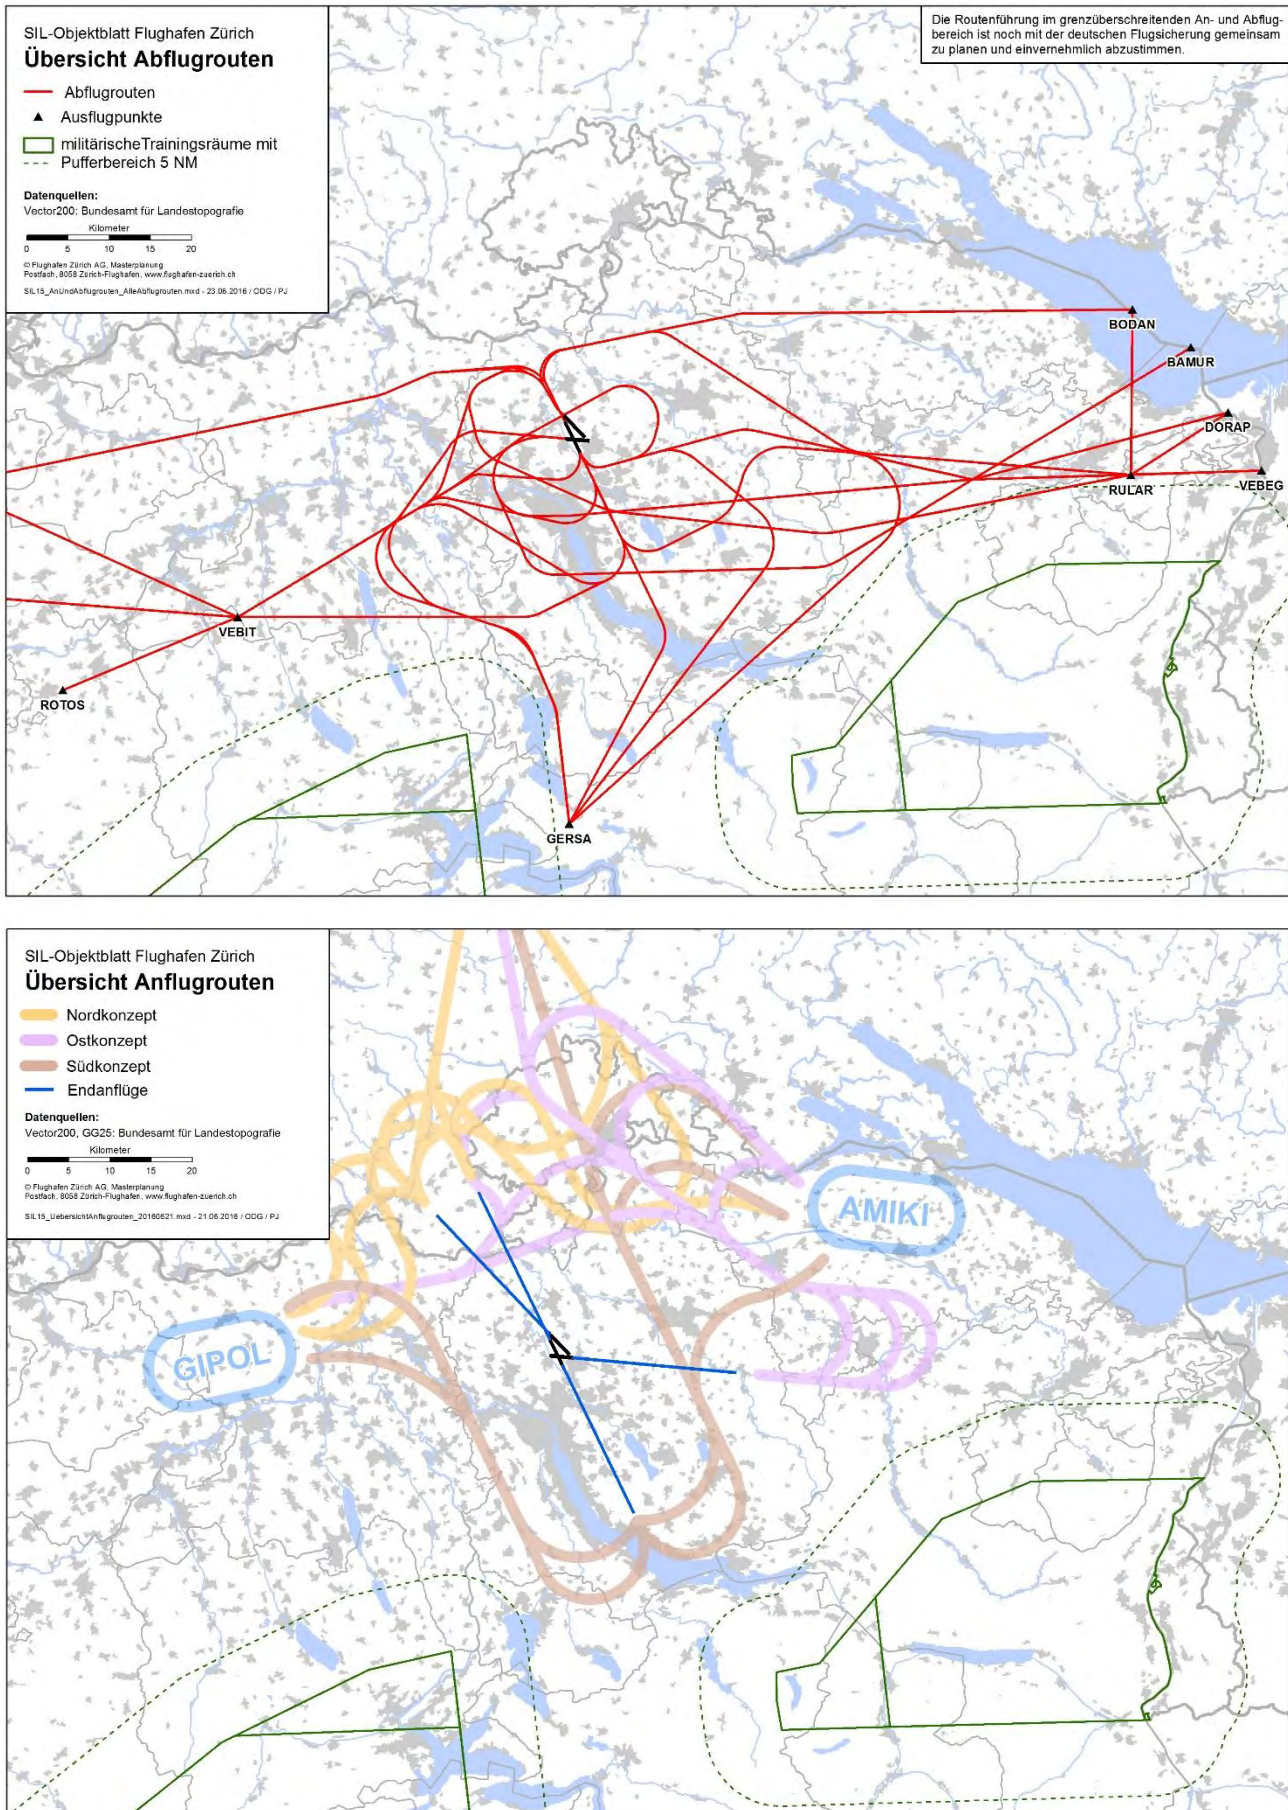 SIL-Objektblatt Flughafen Zürich
Übersicht Abflugrouten
Abflugrouten
Ausflugpunkte
militärischeTrainingsräume mit
Pufferbereich 5 NM
Datenquellen:
Vector200: Bundesamt für Landestopografie
Kilometer
0 5 10 15 20
© Flughafen Zürich AG, Masterplanung
Postfach, 8058 Zürich-Flughafen, www.flughafen-zuerich.ch
SIL15_AnUndAbflugrouten_AlleAbflugrouten.mxd - 23.06.2016 / ODG / PJ
Die Routenführung im grenzüberschreitenden An- und Abflug-
bereich ist noch mit der deutschen Flugsicherung gemeinsam
zu planen und einvernehmlich abzustimmen.
BODAN
BAMUR
DORAP
RULAR
VEBEG
VEBIT
ROTOS
GERSA
SIL-Objektblatt Flughafen Zürich
Übersicht Anflugrouten
Nordkonzept
Ostkonzept
Südkonzept
Endanflüge
Datenquellen:
Vector200, GG25: Bundesamt für Landestopografie
Kilometer
0 5 10 15 20
© Flughafen Zürich AG, Masterplanung
Postfach, 8058 Zürich-Flughafen, www.flughafen-zuerich.ch
SIL15_UebersichtAnflugrouten_20160621.mxd - 21.06.2016 / ODG / PJ
AMIKI
GIPOL